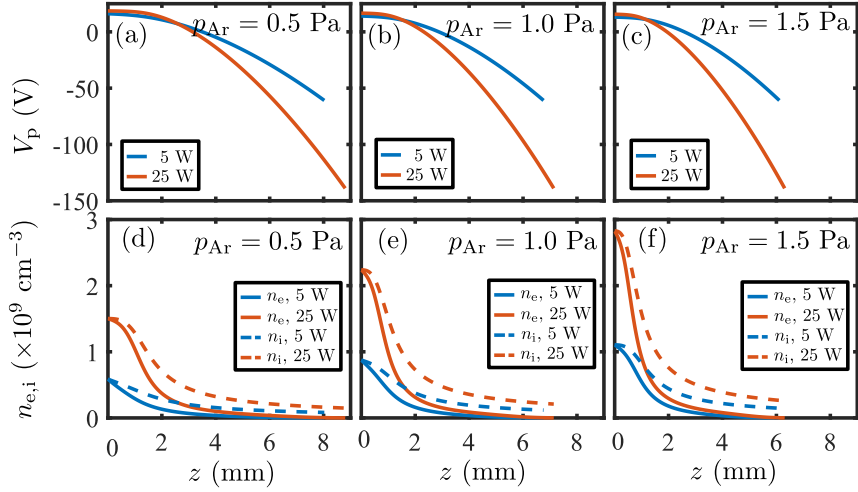 (a) p_Ar = 0.5 Pa
(b) p_Ar = 1.0 Pa
(c) p_Ar = 1.5 Pa
V_p (V)
0
-50
-100
-150
5 W
25 W
5 W
25 W
5 W
25 W
(d) p_Ar = 0.5 Pa
(e) p_Ar = 1.0 Pa
(f) p_Ar = 1.5 Pa
n_e,i (×10^9 cm^−3)
3
2
1
0
n_e, 5 W
n_e, 25 W
n_i, 5 W
n_i, 25 W
n_e, 5 W
n_e, 25 W
n_i, 5 W
n_i, 25 W
n_e, 5 W
n_e, 25 W
n_i, 5 W
n_i, 25 W
0 2 4 6 8
0 2 4 6 8
0 2 4 6 8
z (mm)
z (mm)
z (mm)